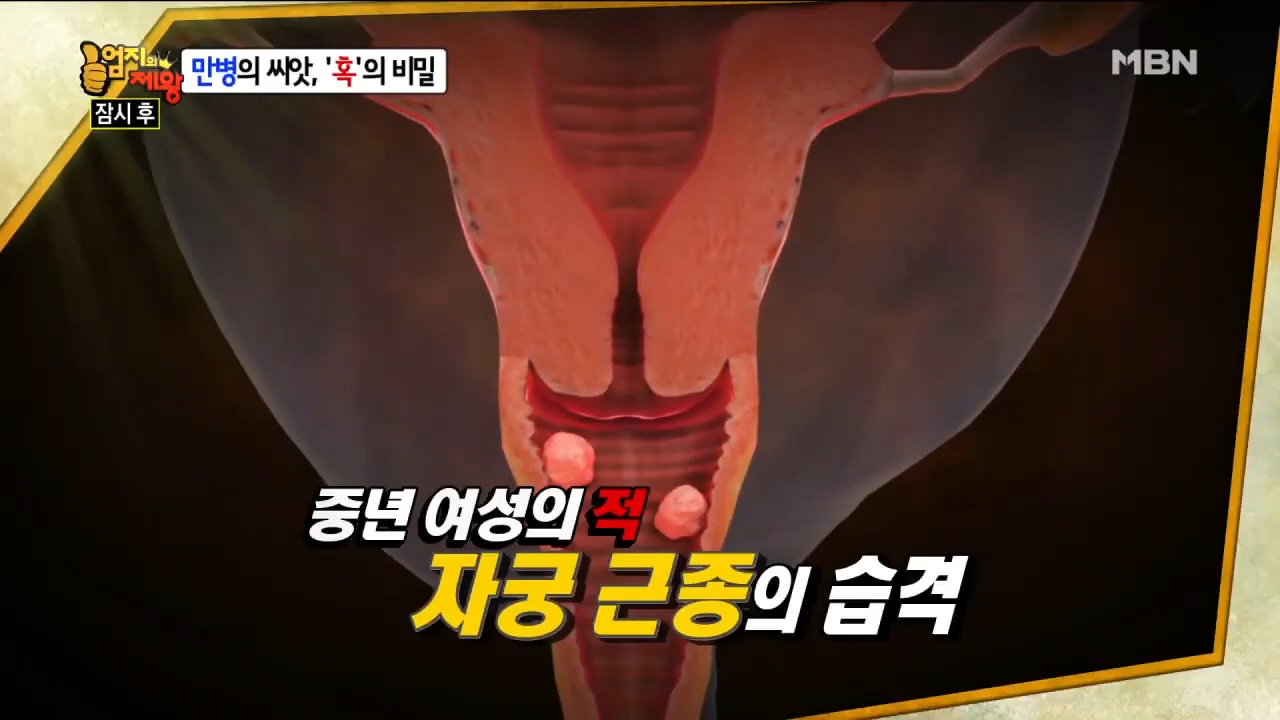 엄지의 제왕
만병의 씨앗, '혹'의 비밀
MBN
잠시 후
중년 여성의 적
자궁 근종의 습격